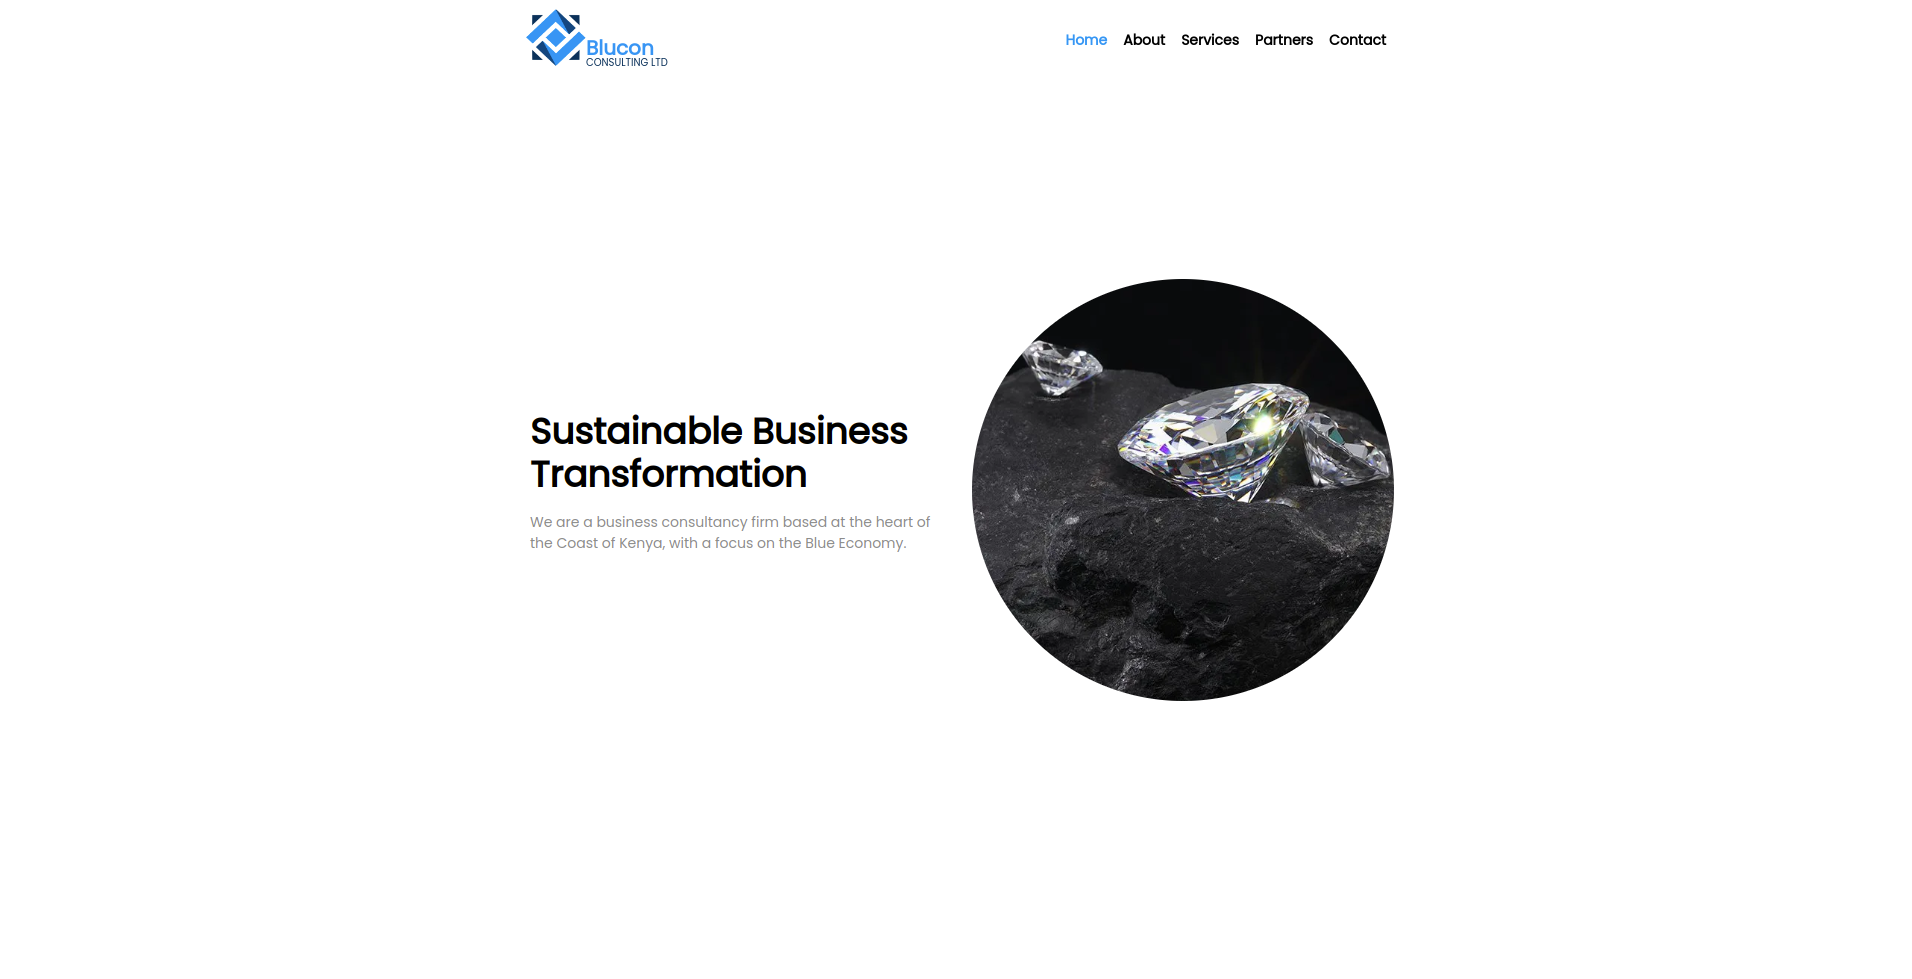 Blucon
CONSULTING LTD
Home About Services Partners Contact
Sustainable Business
Transformation
We are a business consultancy firm based at the heart of
the Coast of Kenya, with a focus on the Blue Economy.